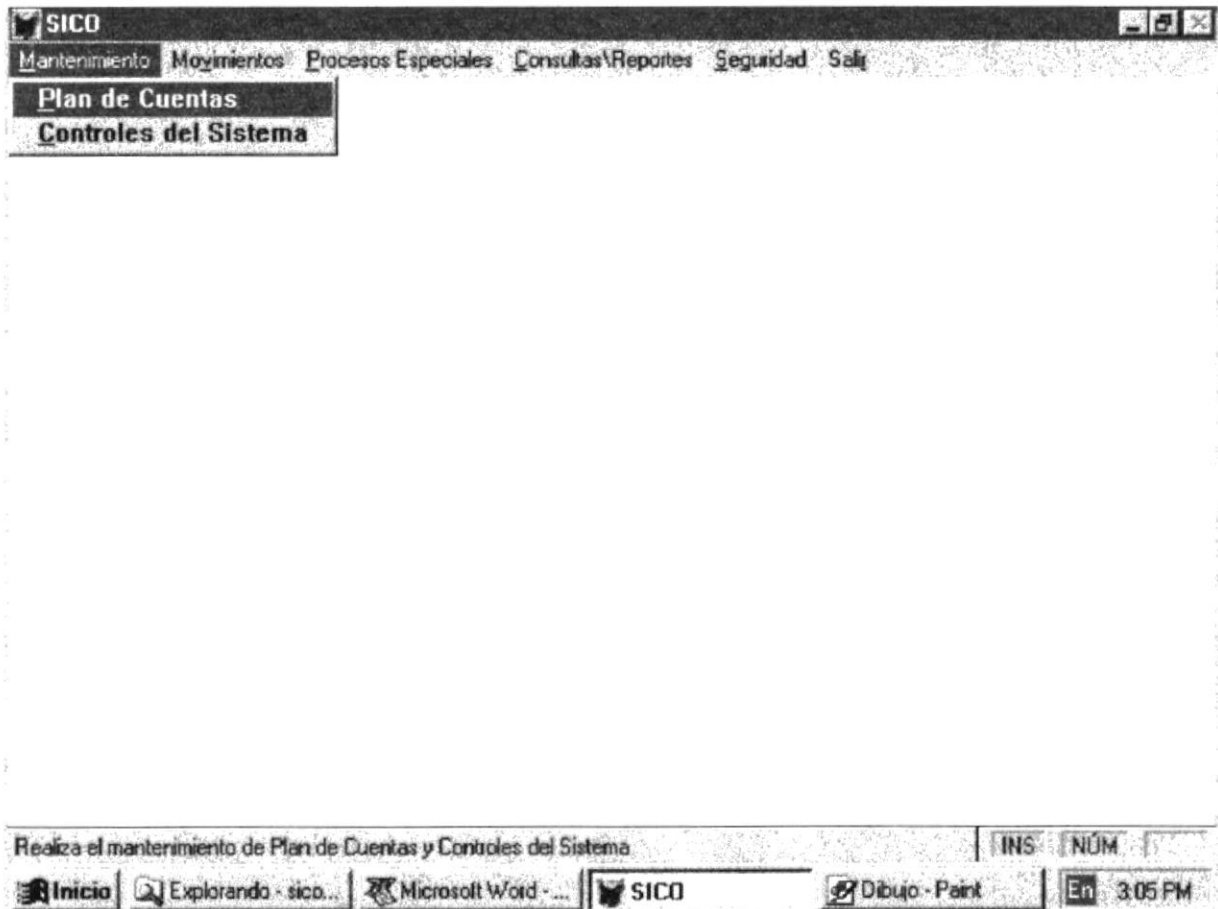 SICO
Mantenimiento Movimientos Procesos Especiales Consultas\Reportes Seguridad Salir
Plan de Cuentas
Controles del Sistema
Realiza el mantenimiento de Plan de Cuentas y Controles del Sistema INS NÚM
Inicio Explorando - sico... Microsoft Word - ... SICO Dibujo - Paint En 3:05 PM